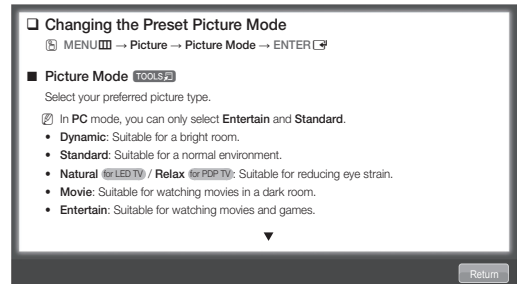 Changing the Preset Picture Mode
MENU → Picture → Picture Mode → ENTER
Picture Mode TOOLS
Select your preferred picture type.
In PC mode, you can only select Entertain and Standard.
• Dynamic: Suitable for a bright room.
• Standard: Suitable for a normal environment.
• Natural for LED TV / Relax for PDP TV: Suitable for reducing eye strain.
• Movie: Suitable for watching movies in a dark room.
• Entertain: Suitable for watching movies and games.
Return